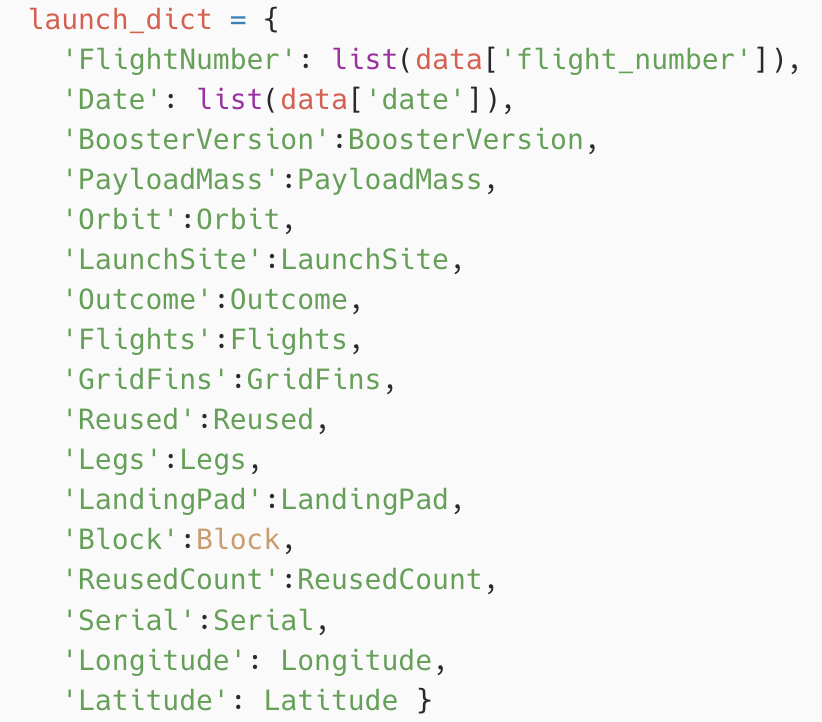 launch_dict = {
'FlightNumber': list(data['flight_number']),
'Date': list(data['date']),
'BoosterVersion':BoosterVersion,
'PayloadMass':PayloadMass,
'Orbit':Orbit,
'LaunchSite':LaunchSite,
'Outcome':Outcome,
'Flights':Flights,
'GridFins':GridFins,
'Reused':Reused,
'Legs':Legs,
'LandingPad':LandingPad,
'Block':Block,
'ReusedCount':ReusedCount,
'Serial':Serial,
'Longitude': Longitude,
'Latitude': Latitude }